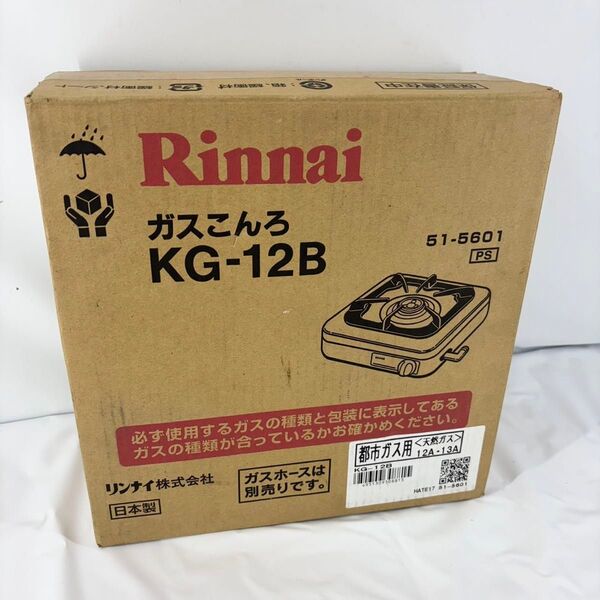 Rinnai
ガスこんろ
KG-12B
51-5601
PS
必ず使用するガスの種類と包装に表示してある
ガスの種類が合っているかお確かめください。
リンナイ株式会社
日本製
ガスホースは
別売りです。
都市ガス用 <天然ガス>
12A・13A
KG-12B
HATE17 51-5601